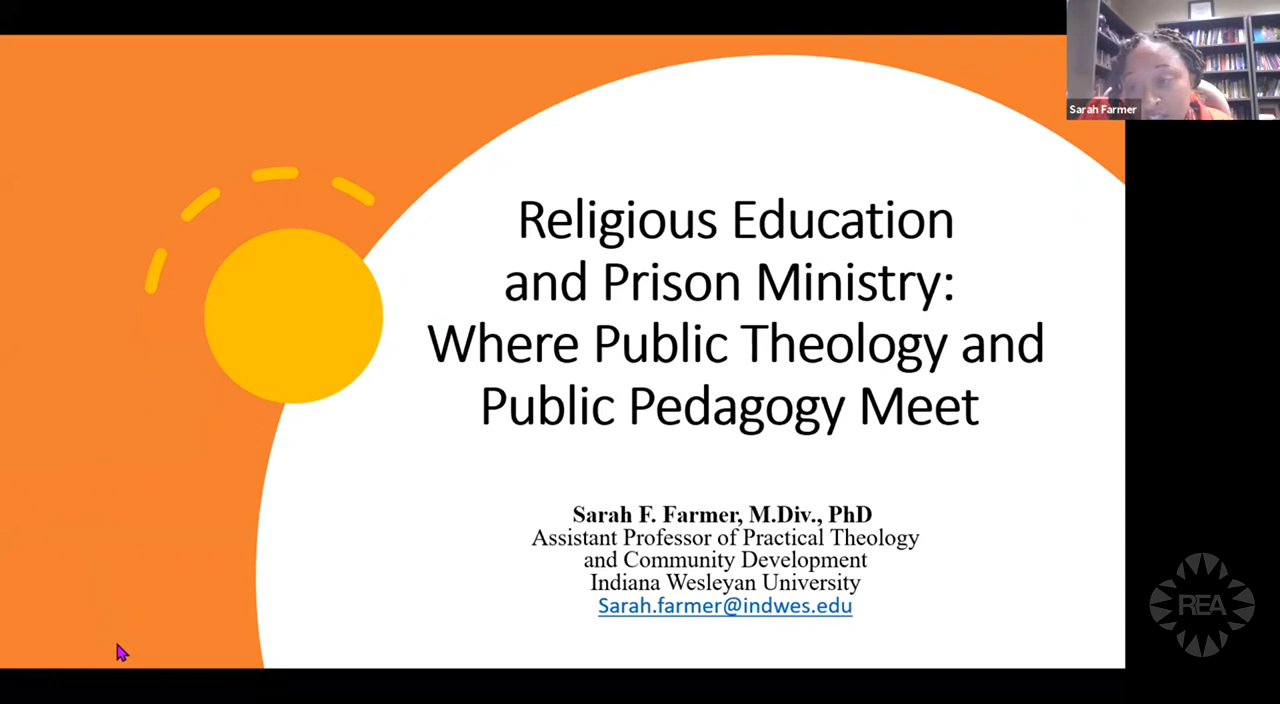 Sarah Farmer
Religious Education
and Prison Ministry:
Where Public Theology and
Public Pedagogy Meet
Sarah F. Farmer, M.Div., PhD
Assistant Professor of Practical Theology
and Community Development
Indiana Wesleyan University
Sarah.farmer@indwes.edu
REA